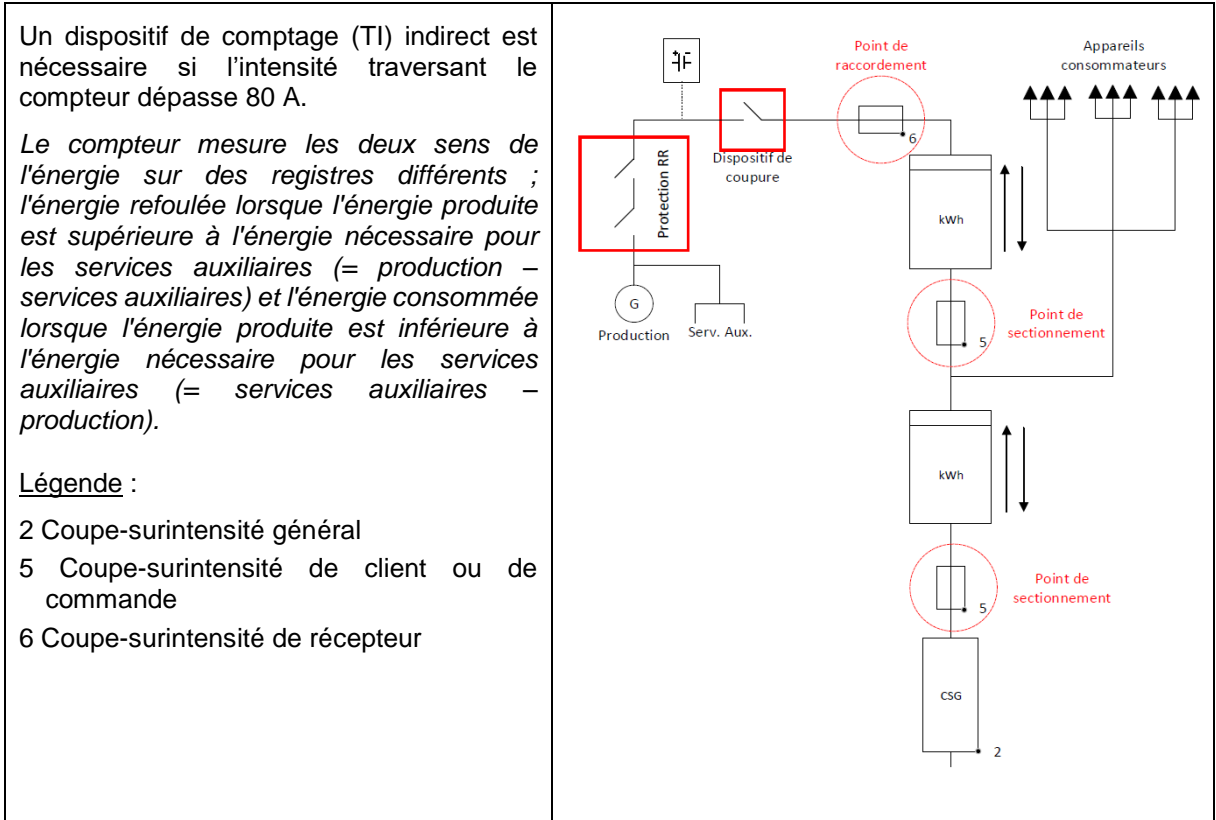 Un dispositif de comptage (TI) indirect est
nécessaire si l’intensité traversant le
compteur dépasse 80 A.
Le compteur mesure les deux sens de
l'énergie sur des registres différents ;
l'énergie refoulée lorsque l'énergie produite
est supérieure à l'énergie nécessaire pour
les services auxiliaires (= production –
services auxiliaires) et l'énergie consommée
lorsque l'énergie produite est inférieure à
l'énergie nécessaire pour les services
auxiliaires (= services auxiliaires –
production).
Légende :
2 Coupe-surintensité général
5 Coupe-surintensité de client ou de
commande
6 Coupe-surintensité de récepteur
Point de
raccordement
Appareils
consommateurs
6
Dispositif de
coupure
Protection RR
kWh
G
Production
Serv. Aux.
Point de
sectionnement
5
kWh
Point de
sectionnement
5
CSG
2